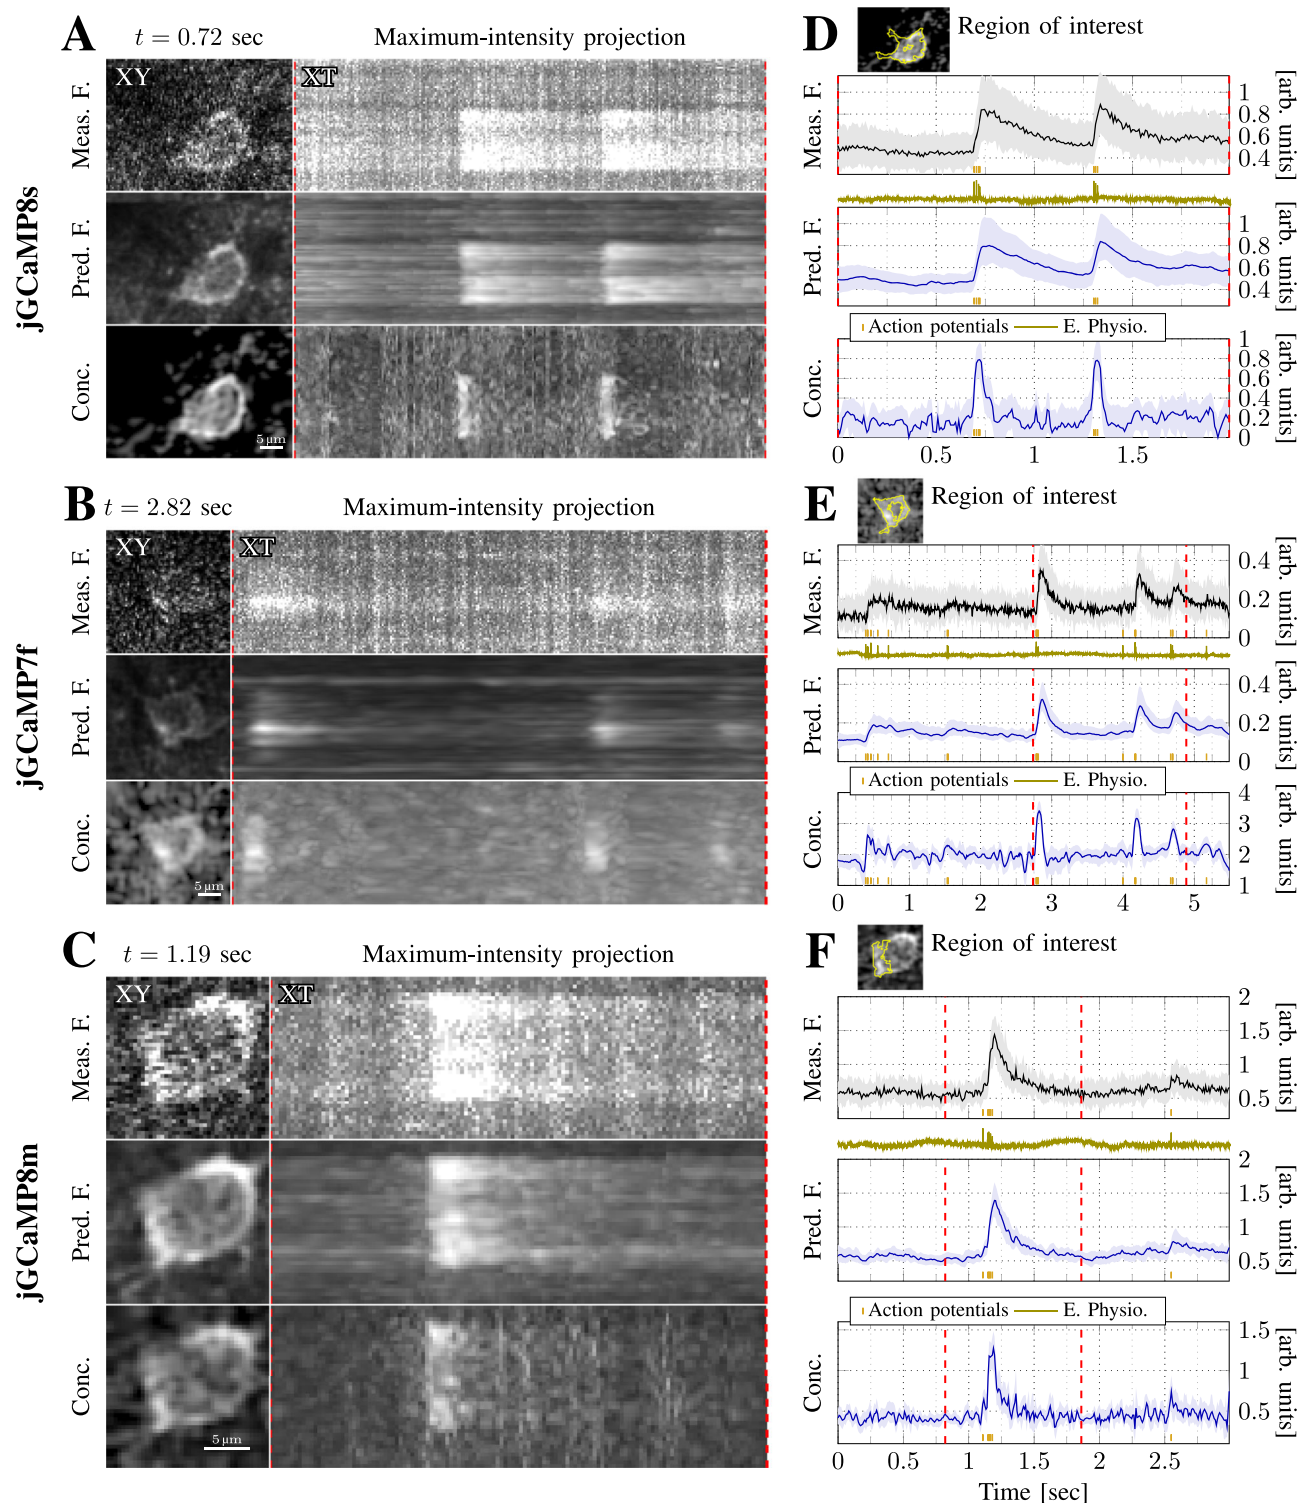 A
t = 0.72 sec
Maximum-intensity projection
jGCaMP8s
Meas. F.
XY
XT
Pred. F.
Conc.
5 µm
D
Region of interest
Meas. F.
1
0.8
0.6
0.4
[arb. units]
Pred. F.
1
0.8
0.6
0.4
[arb. units]
Action potentials
E. Physio.
Conc.
1
0.8
0.6
0.4
0.2
0
[arb. units]
0
0.5
1
1.5
B
t = 2.82 sec
Maximum-intensity projection
jGCaMP7f
Meas. F.
XY
XT
Pred. F.
Conc.
5 µm
E
Region of interest
Meas. F.
0.4
0.2
0
[arb. units]
Pred. F.
0.4
0.2
0
[arb. units]
Action potentials
E. Physio.
Conc.
4
3
2
1
[arb. units]
0
1
2
3
4
5
C
t = 1.19 sec
Maximum-intensity projection
jGCaMP8m
Meas. F.
XY
XT
Pred. F.
Conc.
5 µm
F
Region of interest
Meas. F.
2
1.5
1
0.5
[arb. units]
Pred. F.
2
1.5
1
0.5
[arb. units]
Action potentials
E. Physio.
Conc.
1.5
1
0.5
[arb. units]
0
0.5
1
1.5
2
2.5
Time [sec]